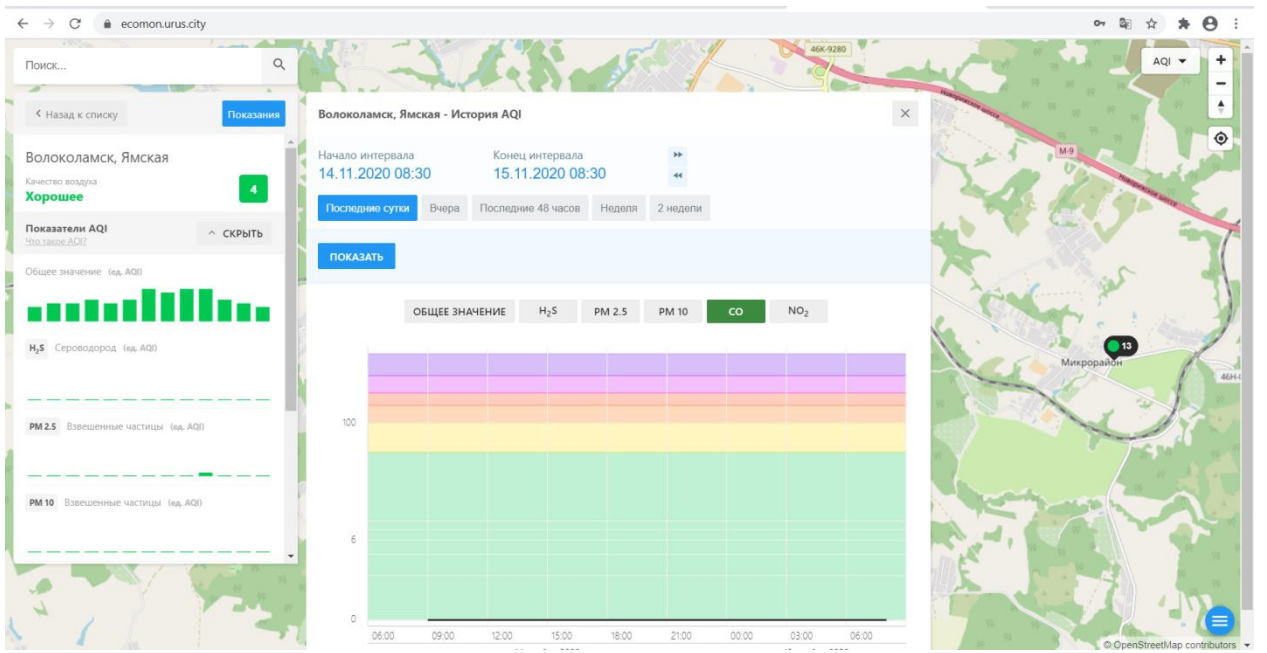 ecomon.urus.city
Поиск...
46K-9280
AQI
Назад к списку
Показания
Волоколамск, Ямская - История AQI
Новорижское шоссе
М-9
Новорижское шоссе
Волоколамск, Ямская
Качество воздуха
Хорошее
4
Начало интервала
Конец интервала
14.11.2020 08:30
15.11.2020 08:30
Последние сутки
Вчера
Последние 48 часов
Неделя
2 недели
Показатели AQI
Что такое AQI?
СКРЫТЬ
ПОКАЗАТЬ
Общее значение (ед. AQI)
ОБЩЕЕ ЗНАЧЕНИЕ
H₂S
PM 2.5
PM 10
CO
NO₂
H₂S Сероводород (ед. AQI)
13
Микрорайон
100
PM 2.5 Взвешенные частицы (ед. AQI)
PM 10 Взвешенные частицы (ед. AQI)
6
0
06:00 09:00 12:00 15:00 18:00 21:00 00:00 03:00 06:00
© OpenStreetMap contributors